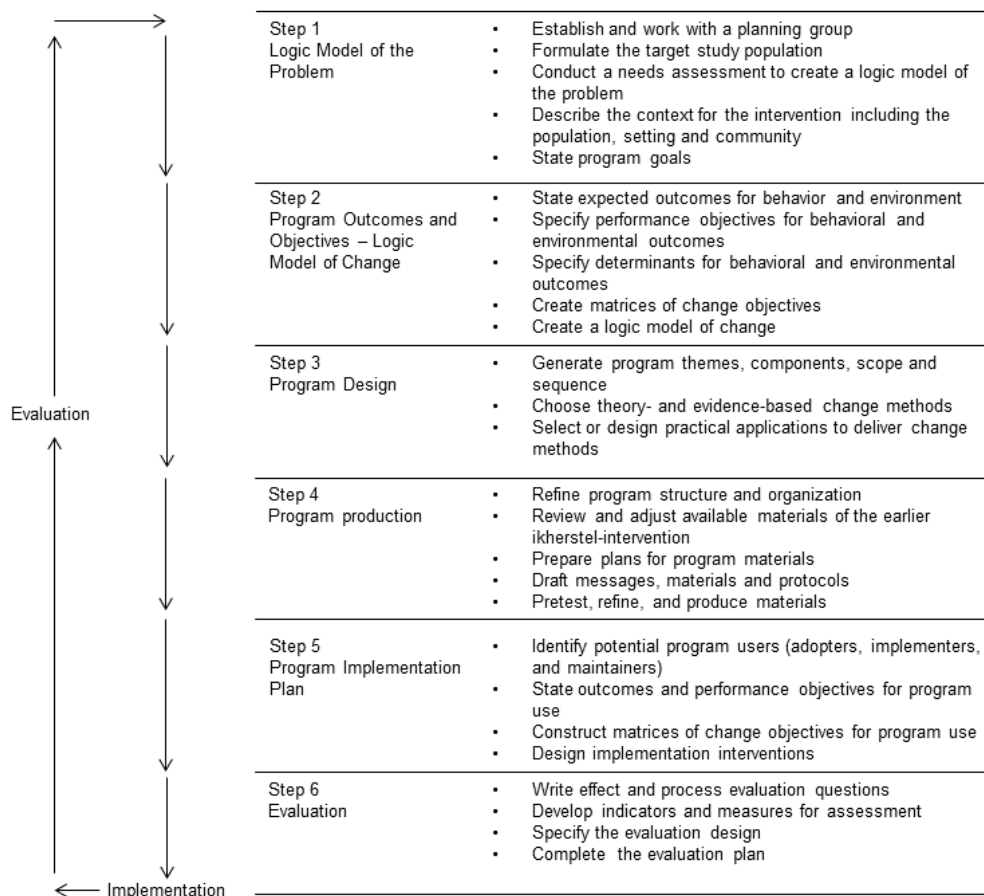 Step 1
Logic Model of the
Problem
• Establish and work with a planning group
• Formulate the target study population
• Conduct a needs assessment to create a logic model of
the problem
• Describe the context for the intervention including the
population, setting and community
• State program goals
Step 2
Program Outcomes and
Objectives – Logic
Model of Change
• State expected outcomes for behavior and environment
• Specify performance objectives for behavioral and
environmental outcomes
• Specify determinants for behavioral and environmental
outcomes
• Create matrices of change objectives
• Create a logic model of change
Step 3
Program Design
• Generate program themes, components, scope and
sequence
• Choose theory- and evidence-based change methods
• Select or design practical applications to deliver change
methods
Evaluation
Step 4
Program production
• Refine program structure and organization
• Review and adjust available materials of the earlier
ikherstel-intervention
• Prepare plans for program materials
• Draft messages, materials and protocols
• Pretest, refine, and produce materials
Step 5
Program Implementation
Plan
• Identify potential program users (adopters, implementers,
and maintainers)
• State outcomes and performance objectives for program
use
• Construct matrices of change objectives for program use
• Design implementation interventions
Step 6
Evaluation
• Write effect and process evaluation questions
• Develop indicators and measures for assessment
• Specify the evaluation design
• Complete the evaluation plan
Implementation